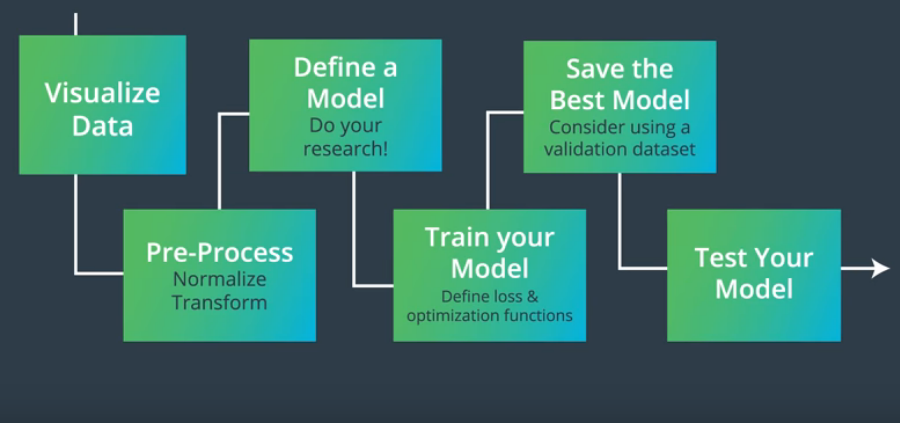 Visualize
Data
Pre-Process
Normalize
Transform
Define a
Model
Do your
research!
Train your
Model
Define loss &
optimization functions
Save the
Best Model
Consider using a
validation dataset
Test Your
Model